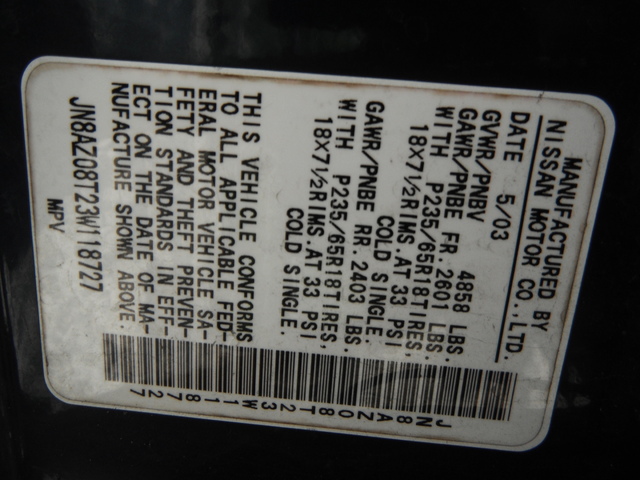 MANUFACTURED BY
NISSAN MOTOR CO.,LTD.
DATE 5/03
GVWR/PNBV 4858 LBS.
GAWR/PNBE FR.2601 LBS.
WITH P235/65R18TIRES,
18X7½RIMS.AT 33 PSI
COLD SINGLE.
GAWR/PNBE RR.2403 LBS.
WITH P235/65R18TIRES,
18X7½RIMS.AT 33 PSI
COLD SINGLE.
THIS VEHICLE CONFORMS
TO ALL APPLICABLE FED-
ERAL MOTOR VEHICLE SA-
FETY AND THEFT PREVEN-
TION STANDARDS IN EFF-
ECT ON THE DATE OF MA-
NUFACTURE SHOWN ABOVE.
JN8AZ08T23W118727
MPV
JN8AZ08T23W118727